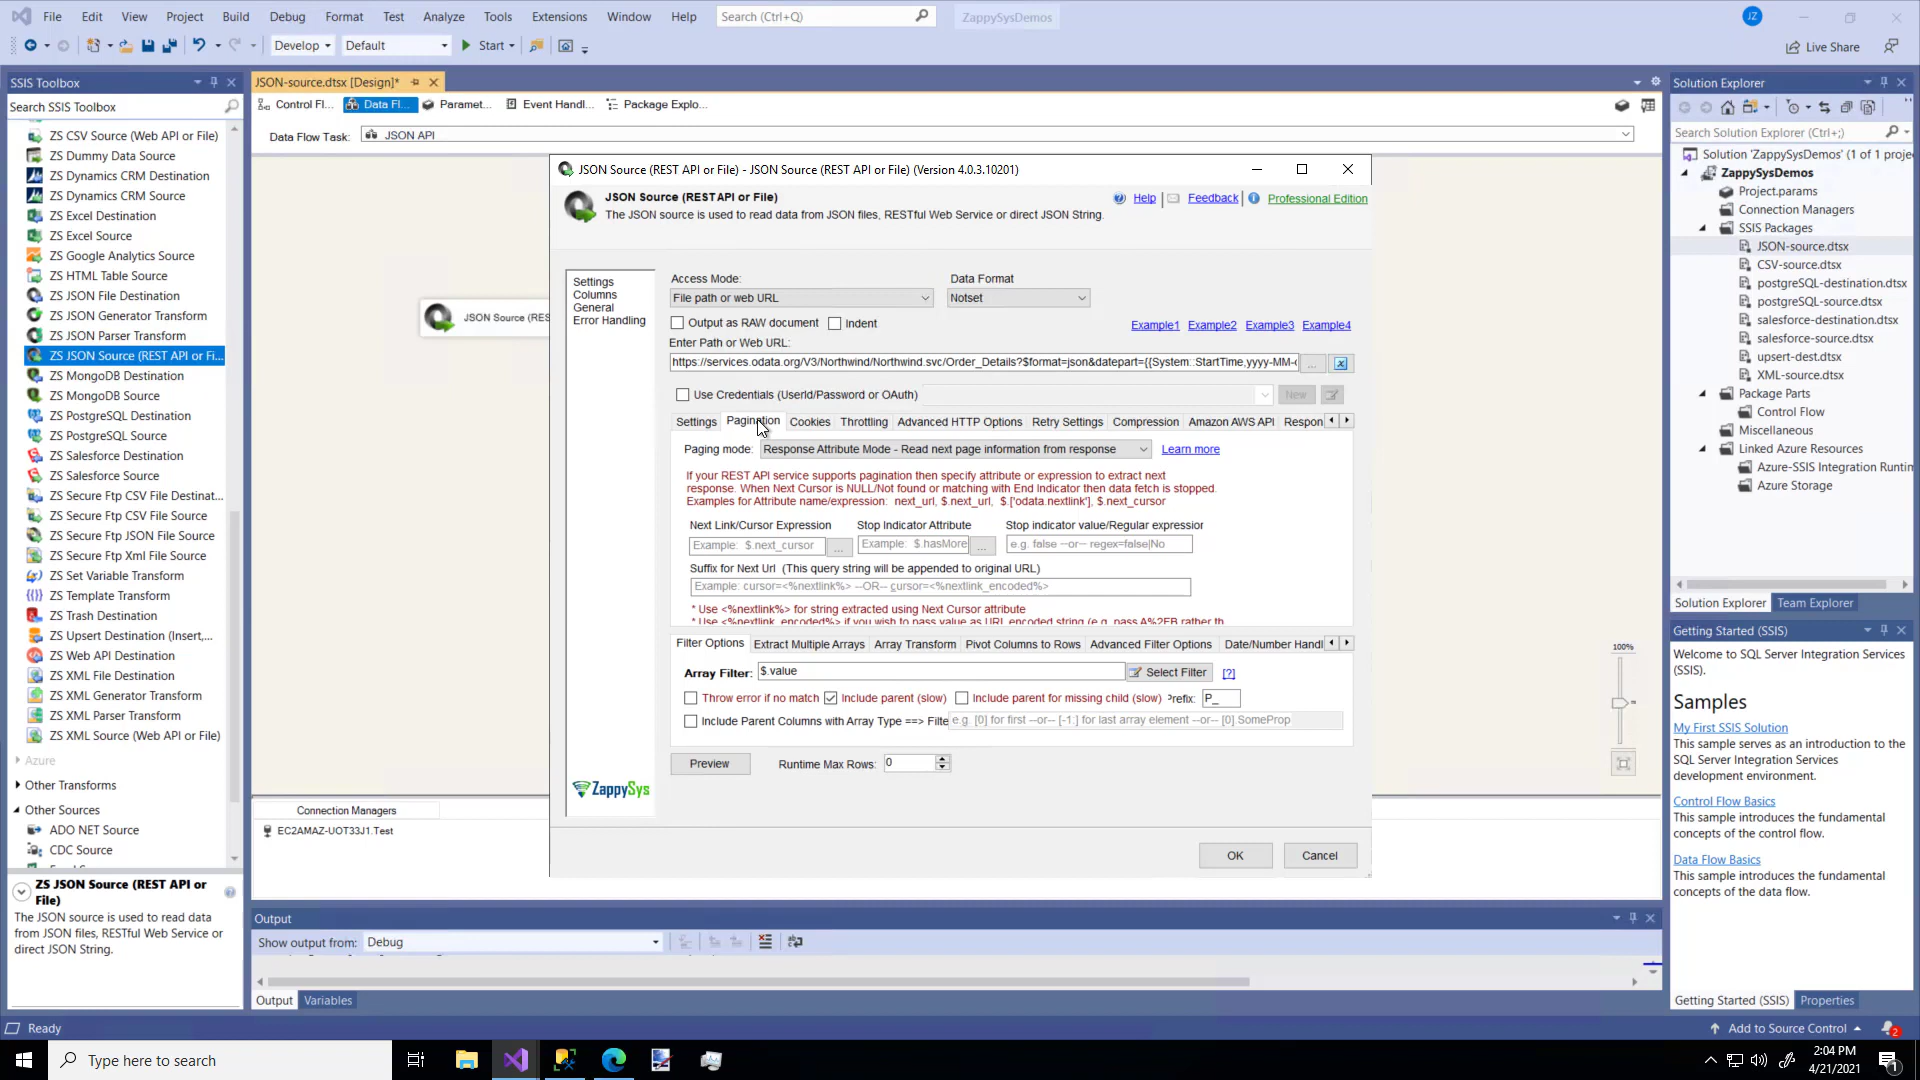 File Edit View Project Build Debug Format Test Analyze Tools Extensions Window Help Search (Ctrl+Q) ZappySysDemos JZ
Develop Default Start Live Share
SSIS Toolbox
Search SSIS Toolbox
ZS CSV Source (Web API or File)
ZS Dummy Data Source
ZS Dynamics CRM Destination
ZS Dynamics CRM Source
ZS Excel Destination
ZS Excel Source
ZS Google Analytics Source
ZS HTML Table Source
ZS JSON File Destination
ZS JSON Generator Transform
ZS JSON Parser Transform
ZS JSON Source (REST API or Fi...
ZS MongoDB Destination
ZS MongoDB Source
ZS PostgreSQL Destination
ZS PostgreSQL Source
ZS Salesforce Destination
ZS Salesforce Source
ZS Secure Ftp CSV File Destinat...
ZS Secure Ftp CSV File Source
ZS Secure Ftp JSON File Source
ZS Secure Ftp Xml File Source
ZS Set Variable Transform
ZS Template Transform
ZS Trash Destination
ZS Upsert Destination (Insert,...
ZS Web API Destination
ZS XML File Destination
ZS XML Generator Transform
ZS XML Parser Transform
ZS XML Source (Web API or File)
Azure
Other Transforms
Other Sources
ADO NET Source
CDC Source
ZS JSON Source (REST API or
File)
The JSON source is used to read data
from JSON files, RESTful Web Service or
direct JSON String.
JSON-source.dtsx [Design]*
Control Fl... Data Fl... Paramet... Event Handl... Package Explo...
Data Flow Task: JSON API
JSON Source (RES
100%
Connection Managers
EC2AMAZ-UOT33J1.Test
JSON Source (REST API or File) - JSON Source (REST API or File) (Version 4.0.3.10201)
JSON Source (REST API or File)
The JSON source is used to read data from JSON files, RESTful Web Service or direct JSON String.
Help Feedback Professional Edition
Settings
Columns
General
Error Handling
ZappySys
Access Mode: Data Format
File path or web URL Notset
Output as RAW document Indent Example1 Example2 Example3 Example4
Enter Path or Web URL:
https://services.odata.org/V3/Northwind/Northwind.svc/Order_Details?$format=json&datepart={{System::StartTime,yyyy-MM- ...
Use Credentials (UserId/Password or OAuth) New
Settings Pagination Cookies Throttling Advanced HTTP Options Retry Settings Compression Amazon AWS API Respon
Paging mode: Response Attribute Mode - Read next page information from response Learn more
If your REST API service supports pagination then specify attribute or expression to extract next
response. When Next Cursor is NULL/Not found or matching with End Indicator then data fetch is stopped.
Examples for Attribute name/expression: next_url, $.next_url, $.['odata.nextlink'], $.next_cursor
Next Link/Cursor Expression Stop Indicator Attribute Stop indicator value/Regular expression
Example: $.next_cursor ... Example: $.hasMore ... e.g. false --or-- regex=false|No
Suffix for Next Url (This query string will be appended to original URL)
Example: cursor=<%nextlink%> --OR-- cursor=<%nextlink_encoded%>
* Use <%nextlink%> for string extracted using Next Cursor attribute
* Use <%nextlink_encoded%> if you wish to pass value as URL encoded string (e.g. pass A%2FB rather th
Filter Options Extract Multiple Arrays Array Transform Pivot Columns to Rows Advanced Filter Options Date/Number Handl
Array Filter: $.value Select Filter [?]
Throw error if no match Include parent (slow) Include parent for missing child (slow) Prefix: P_
Include Parent Columns with Array Type ==> Filte e.g. [0] for first --or-- [-1:] for last array element --or-- [0] SomeProp
Preview Runtime Max Rows: 0
OK Cancel
Output
Show output from: Debug
Output Variables
Solution Explorer
Search Solution Explorer (Ctrl+;)
Solution 'ZappySysDemos' (1 of 1 proje
ZappySysDemos
Project.params
Connection Managers
SSIS Packages
JSON-source.dtsx
CSV-source.dtsx
postgreSQL-destination.dtsx
postgreSQL-source.dtsx
salesforce-destination.dtsx
salesforce-source.dtsx
upsert-dest.dtsx
XML-source.dtsx
Package Parts
Control Flow
Miscellaneous
Linked Azure Resources
Azure-SSIS Integration Runtin
Azure Storage
Solution Explorer Team Explorer
Getting Started (SSIS)
Welcome to SQL Server Integration Services
(SSIS).
Samples
My First SSIS Solution
This sample serves as an introduction to the
SQL Server Integration Services
development environment.
Control Flow Basics
This sample introduces the fundamental
concepts of the control flow.
Data Flow Basics
This sample introduces the fundamental
concepts of the data flow.
Getting Started (SSIS) Properties
Ready Add to Source Control 2
Type here to search
2:04 PM
4/21/2021
1